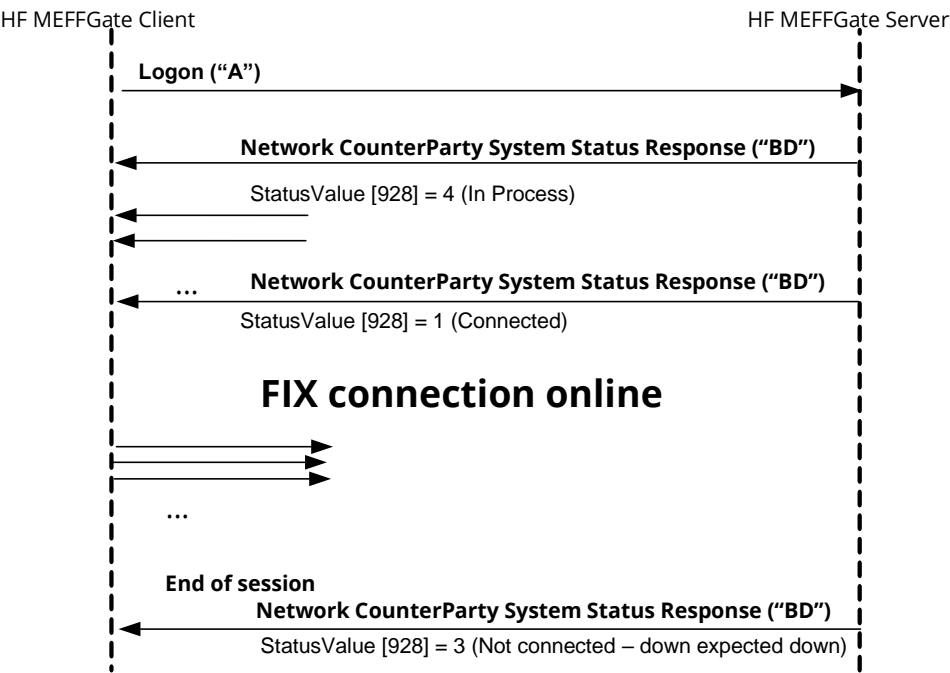 HF MEFFGate Client
HF MEFFGate Server
Logon (“A”)
Network CounterParty System Status Response (“BD”)
StatusValue [928] = 4 (In Process)
...
Network CounterParty System Status Response (“BD”)
StatusValue [928] = 1 (Connected)
FIX connection online
...
End of session
Network CounterParty System Status Response (“BD”)
StatusValue [928] = 3 (Not connected – down expected down)